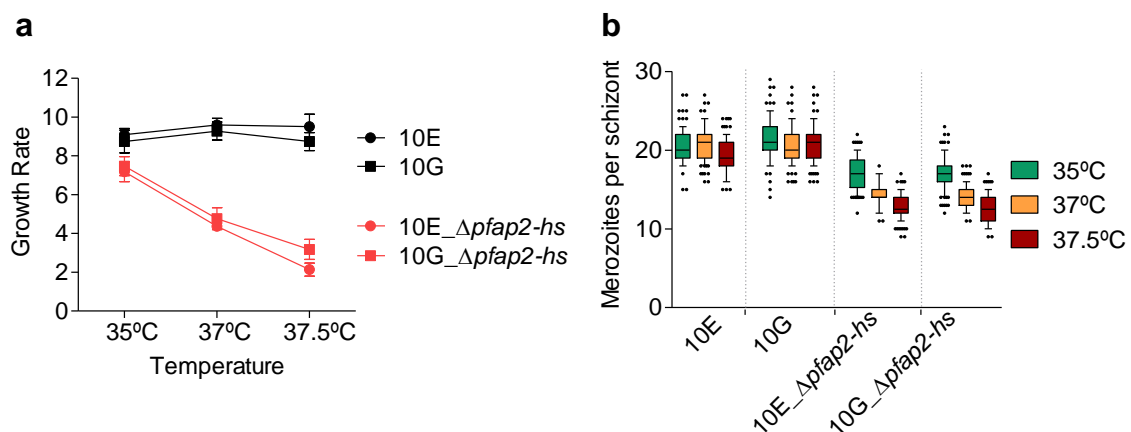 a
Growth Rate
12
10
8
6
4
2
0
35ºC
37ºC
37.5ºC
Temperature
10E
10G
10E_Δpfap2-hs
10G_Δpfap2-hs
b
Merozoites per schizont
30
20
10
0
10E
10G
10E_Δpfap2-hs
10G_Δpfap2-hs
35ºC
37ºC
37.5ºC